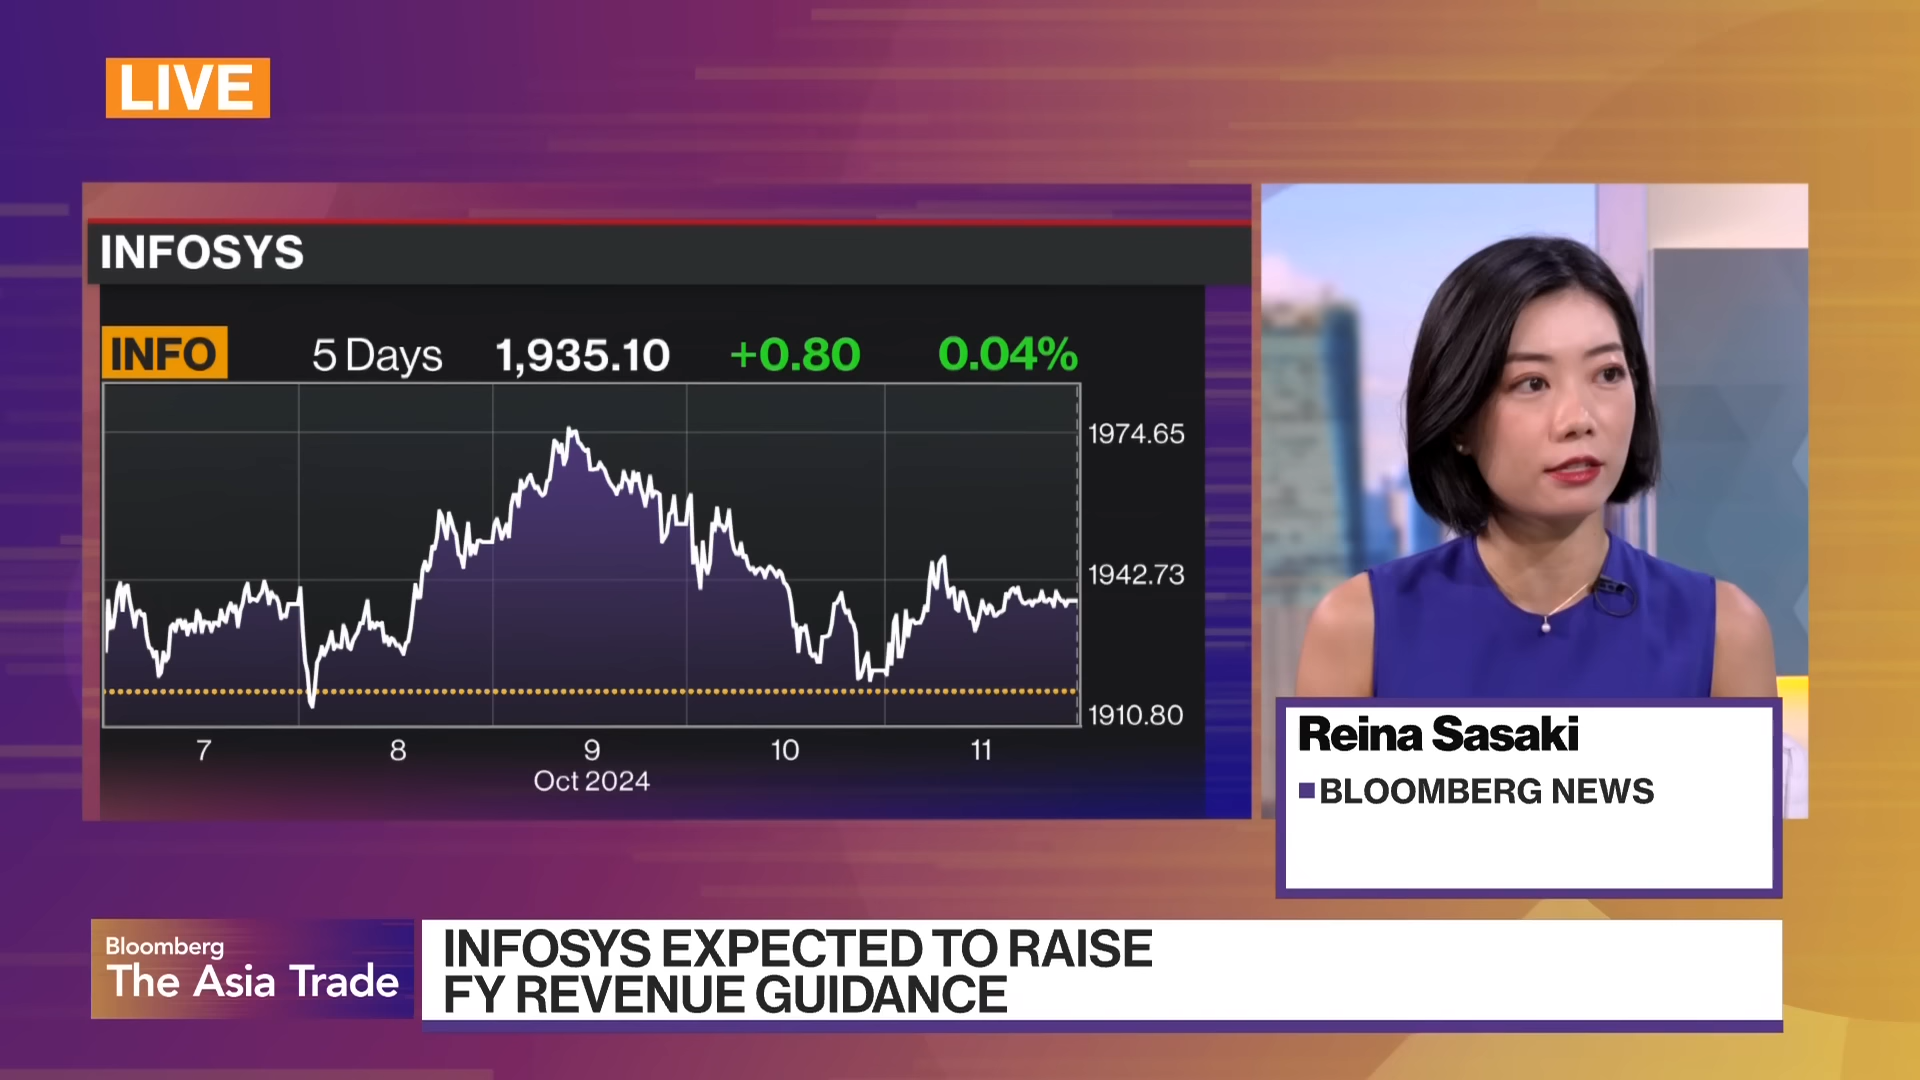 LIVE
INFOSYS
INFO 5 Days 1,935.10 +0.80 0.04%
1974.65
1942.73
1910.80
7 8 9 10 11
Oct 2024
Reina Sasaki
BLOOMBERG NEWS
Bloomberg
The Asia Trade
INFOSYS EXPECTED TO RAISE
FY REVENUE GUIDANCE